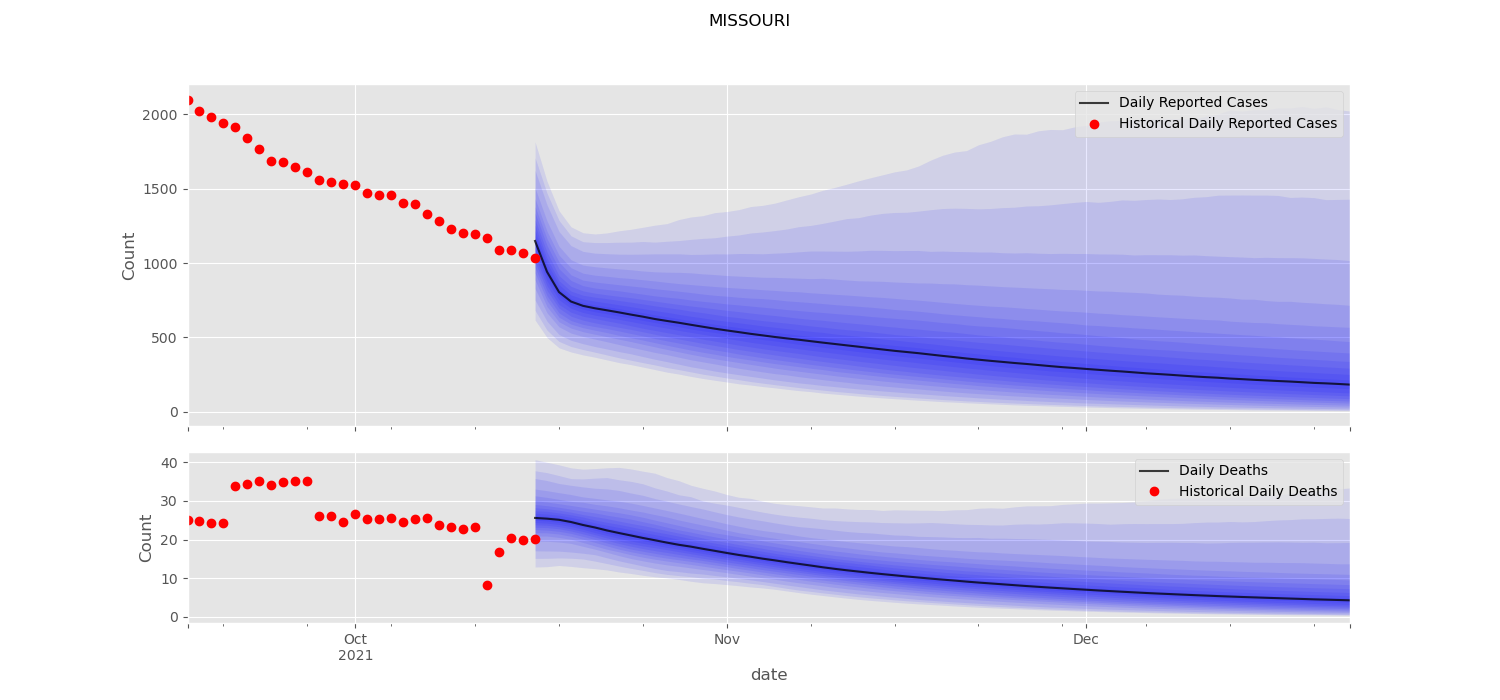 MISSOURI
2000
1500
1000
500
0
Count
Daily Reported Cases
Historical Daily Reported Cases
40
30
20
10
0
Count
Daily Deaths
Historical Daily Deaths
Oct
2021
Nov
Dec
date